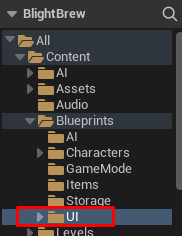 BlightBrew
All
Content
AI
Assets
Audio
Blueprints
AI
Characters
GameMode
Items
Storage
UI
Levels